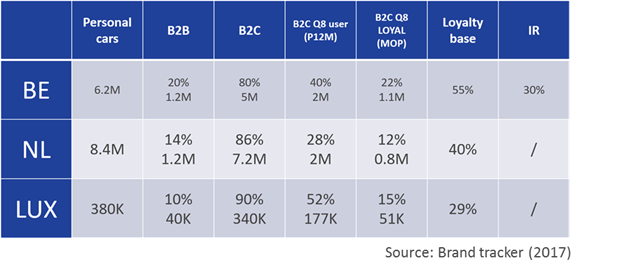 Personal cars B2B B2C B2C Q8 user (P12M) B2C Q8 LOYAL (MOP) Loyalty base IR
BE 6.2M 20% 1.2M 80% 5M 40% 2M 22% 1.1M 55% 30%
NL 8.4M 14% 1.2M 86% 7.2M 28% 2M 12% 0.8M 40% /
LUX 380K 10% 40K 90% 340K 52% 177K 15% 51K 29% /
Source: Brand tracker (2017)